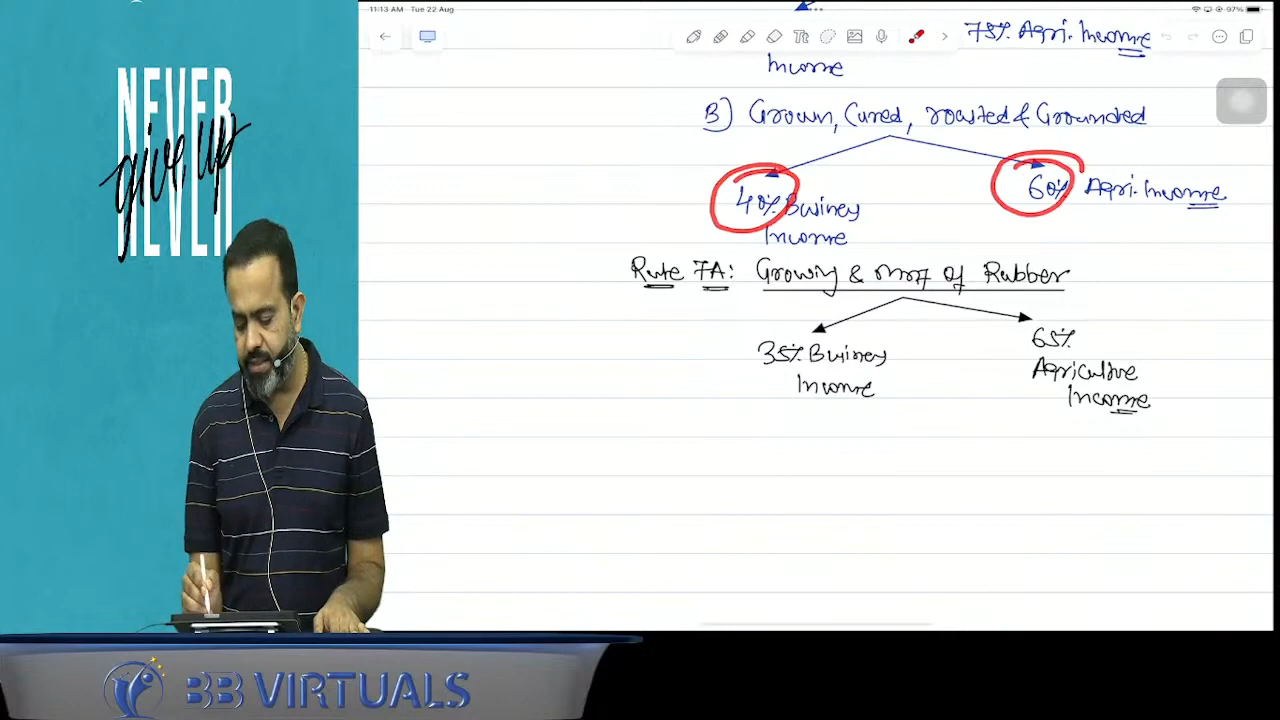 11:13 AM Tue 22 Aug
97%
75% Agri. Income
Income
B) Grown, Cured, roasted & Grounded
40% Business
Income
60% Agri. Income
Rule 7A: Growing & Mnf of Rubber
35% Business
Income
65%
Agriculture
Income
NEVER
give up
NEVER
BB VIRTUALS